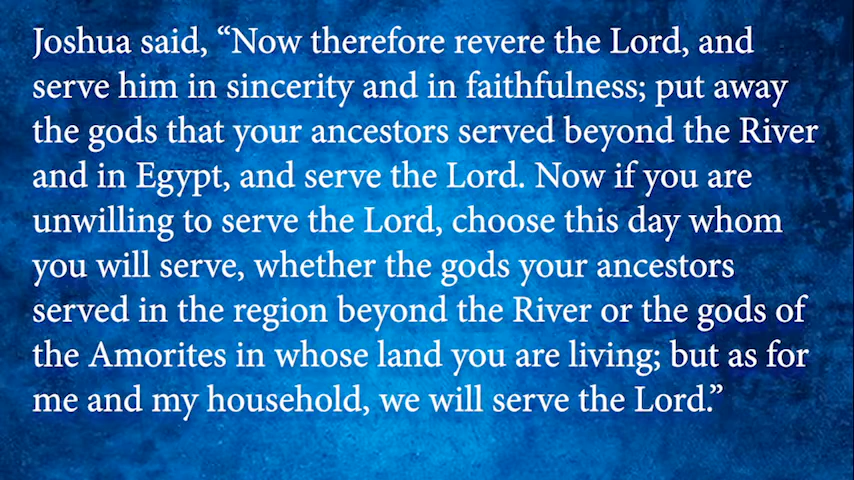 Joshua said, “Now therefore revere the Lord, and
serve him in sincerity and in faithfulness; put away
the gods that your ancestors served beyond the River
and in Egypt, and serve the Lord. Now if you are
unwilling to serve the Lord, choose this day whom
you will serve, whether the gods your ancestors
served in the region beyond the River or the gods of
the Amorites in whose land you are living; but as for
me and my household, we will serve the Lord.”